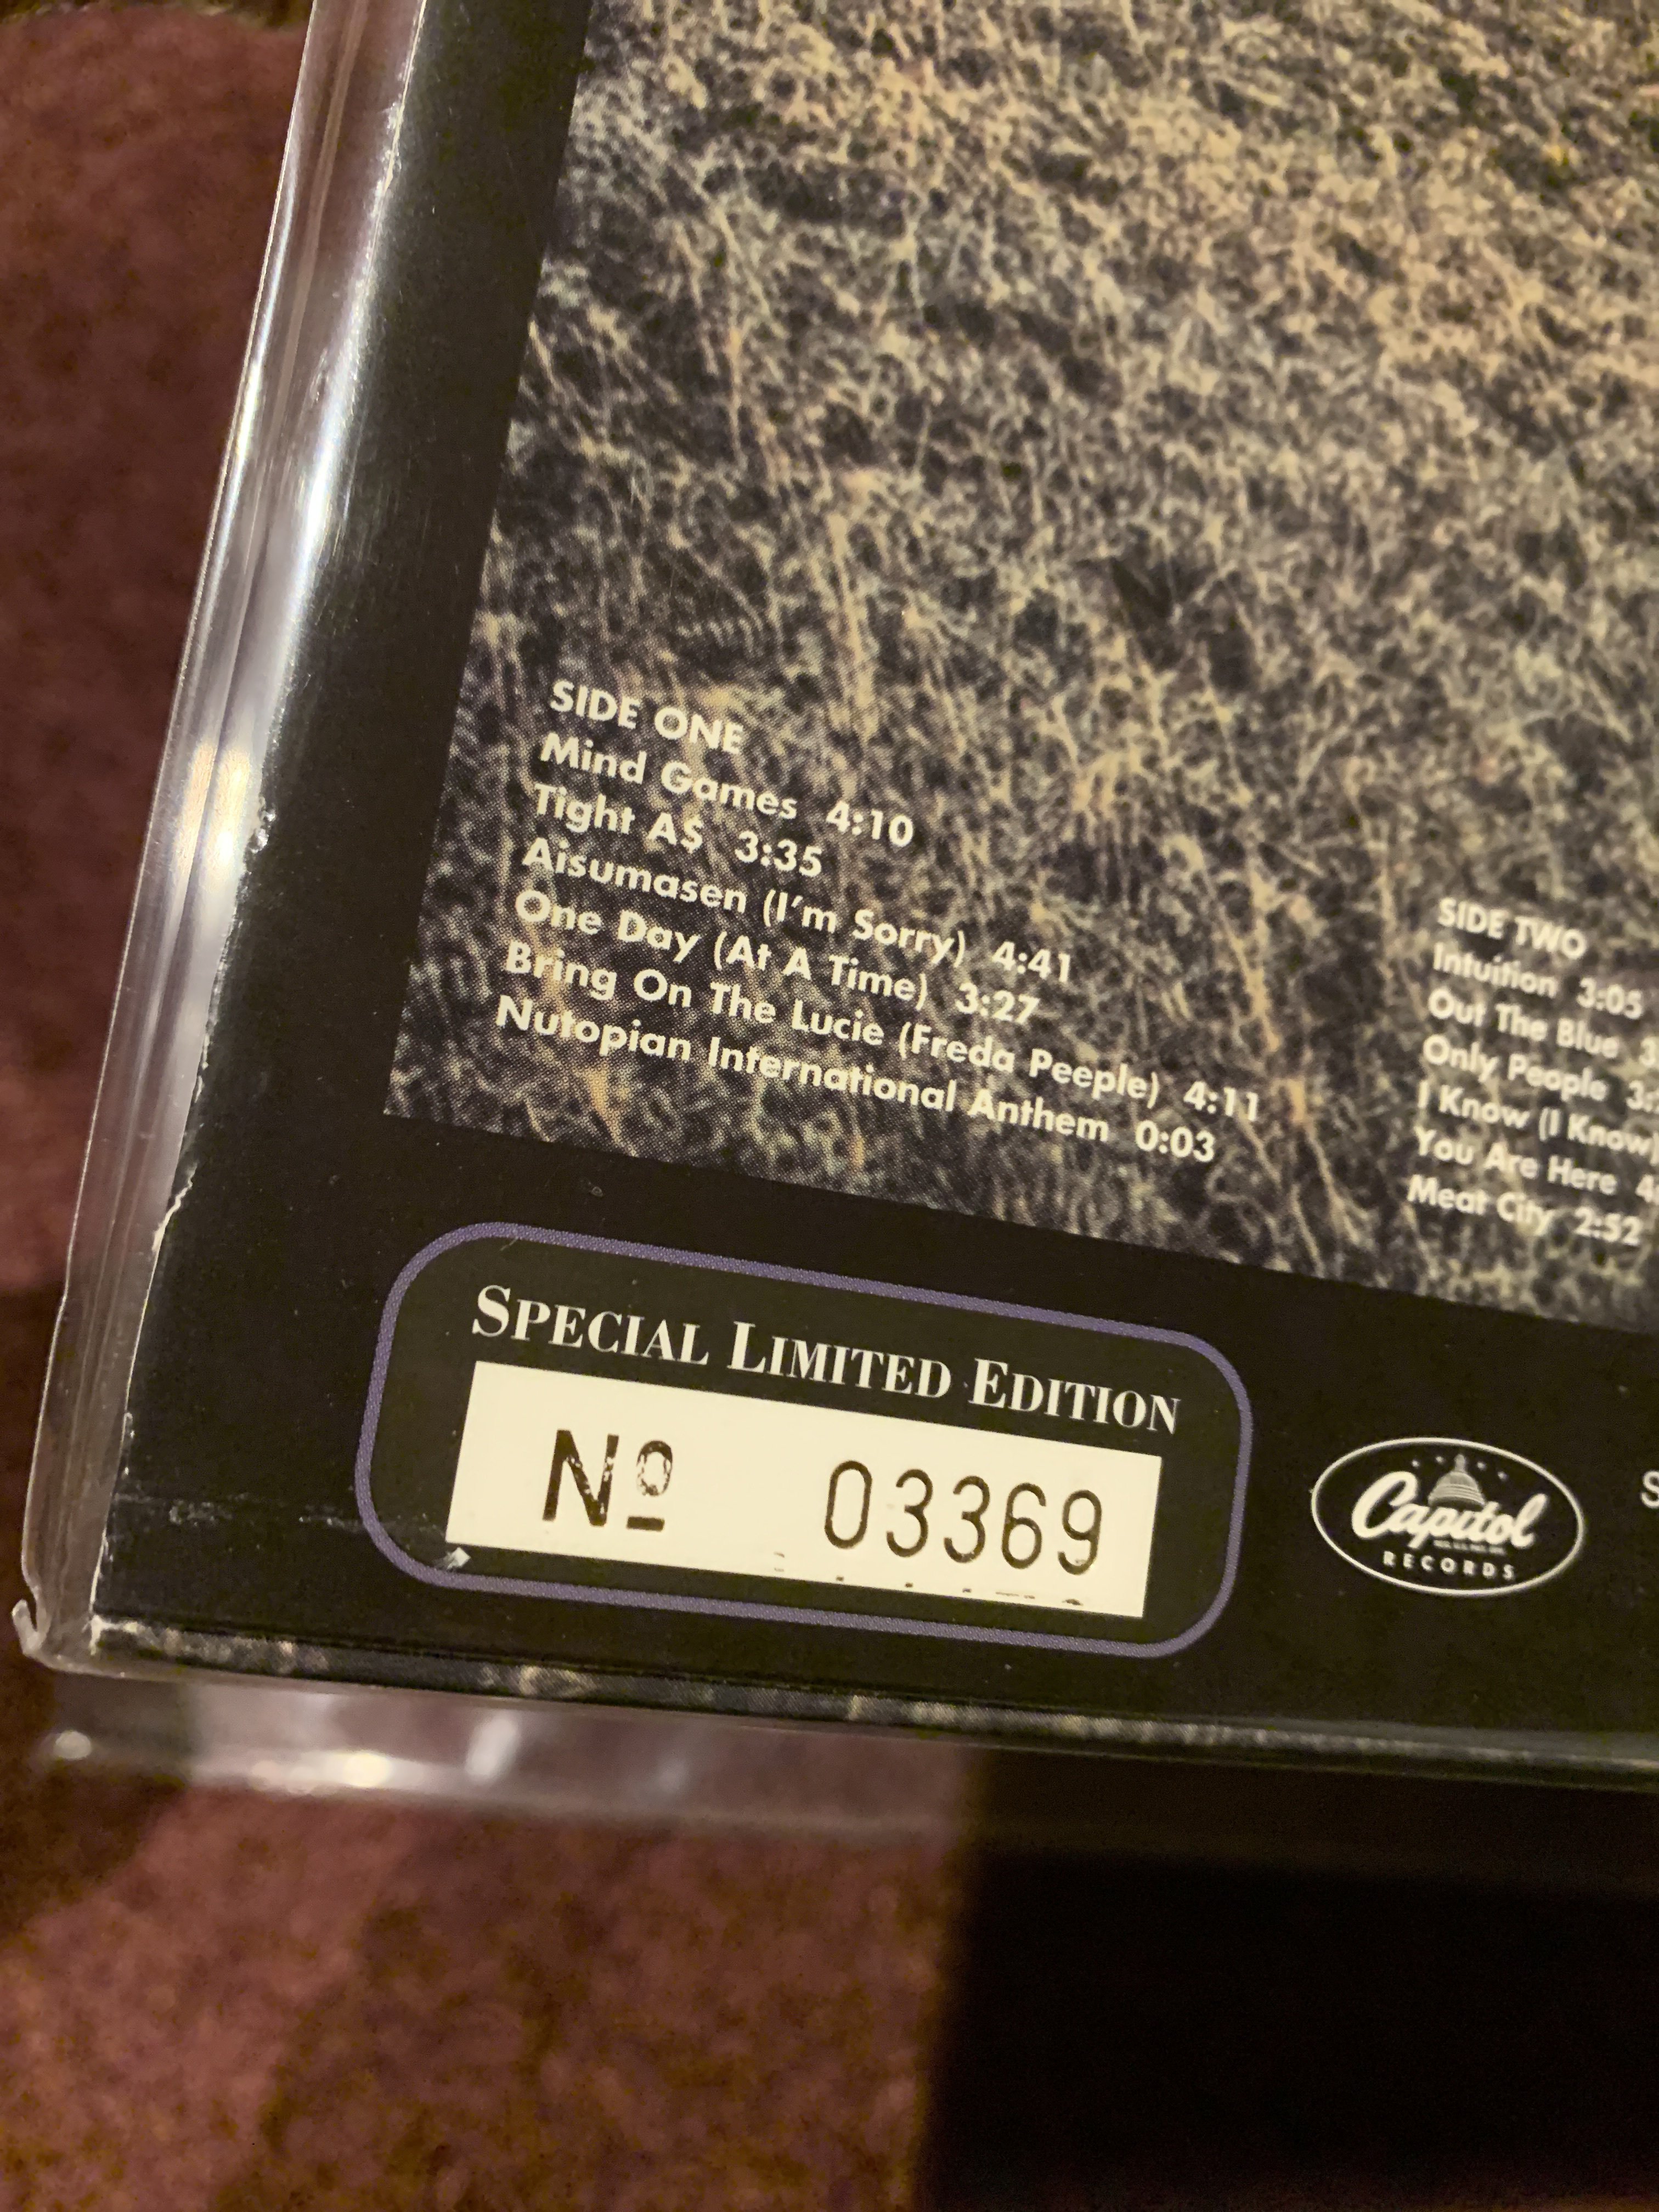 SIDE ONE
Mind Games 4:10
Tight A$ 3:35
Aisumasen (I'm Sorry) 4:41
One Day (At A Time) 3:27
Bring On The Lucie (Freda Peeple) 4:11
Nutopian International Anthem 0:03
SIDE TWO
Intuition 3:05
Out The Blue 3
Only People 3:
I Know (I Know)
You Are Here 4:
Meat City 2:52
SPECIAL LIMITED EDITION
Nº 03369
Capitol
RECORDS
S